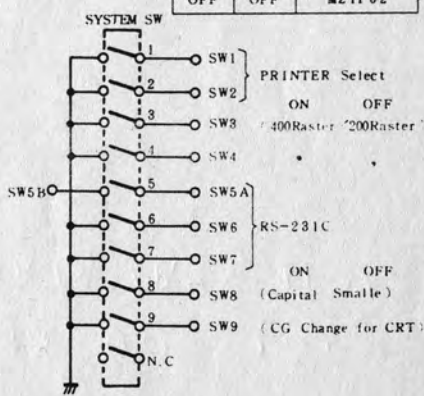 OFF OFF MZ1P02
SYSTEM SW
1 SW1
PRINTER Select
2 SW2
ON OFF
3 SW3 (400Raster 200Raster)
4 SW4
SW5B 5 SW5A
6 SW6 RS-231C
7 SW7
ON OFF
8 SW8 (Capital Smalle)
9 SW9 (CG Change for CRT)
N.C